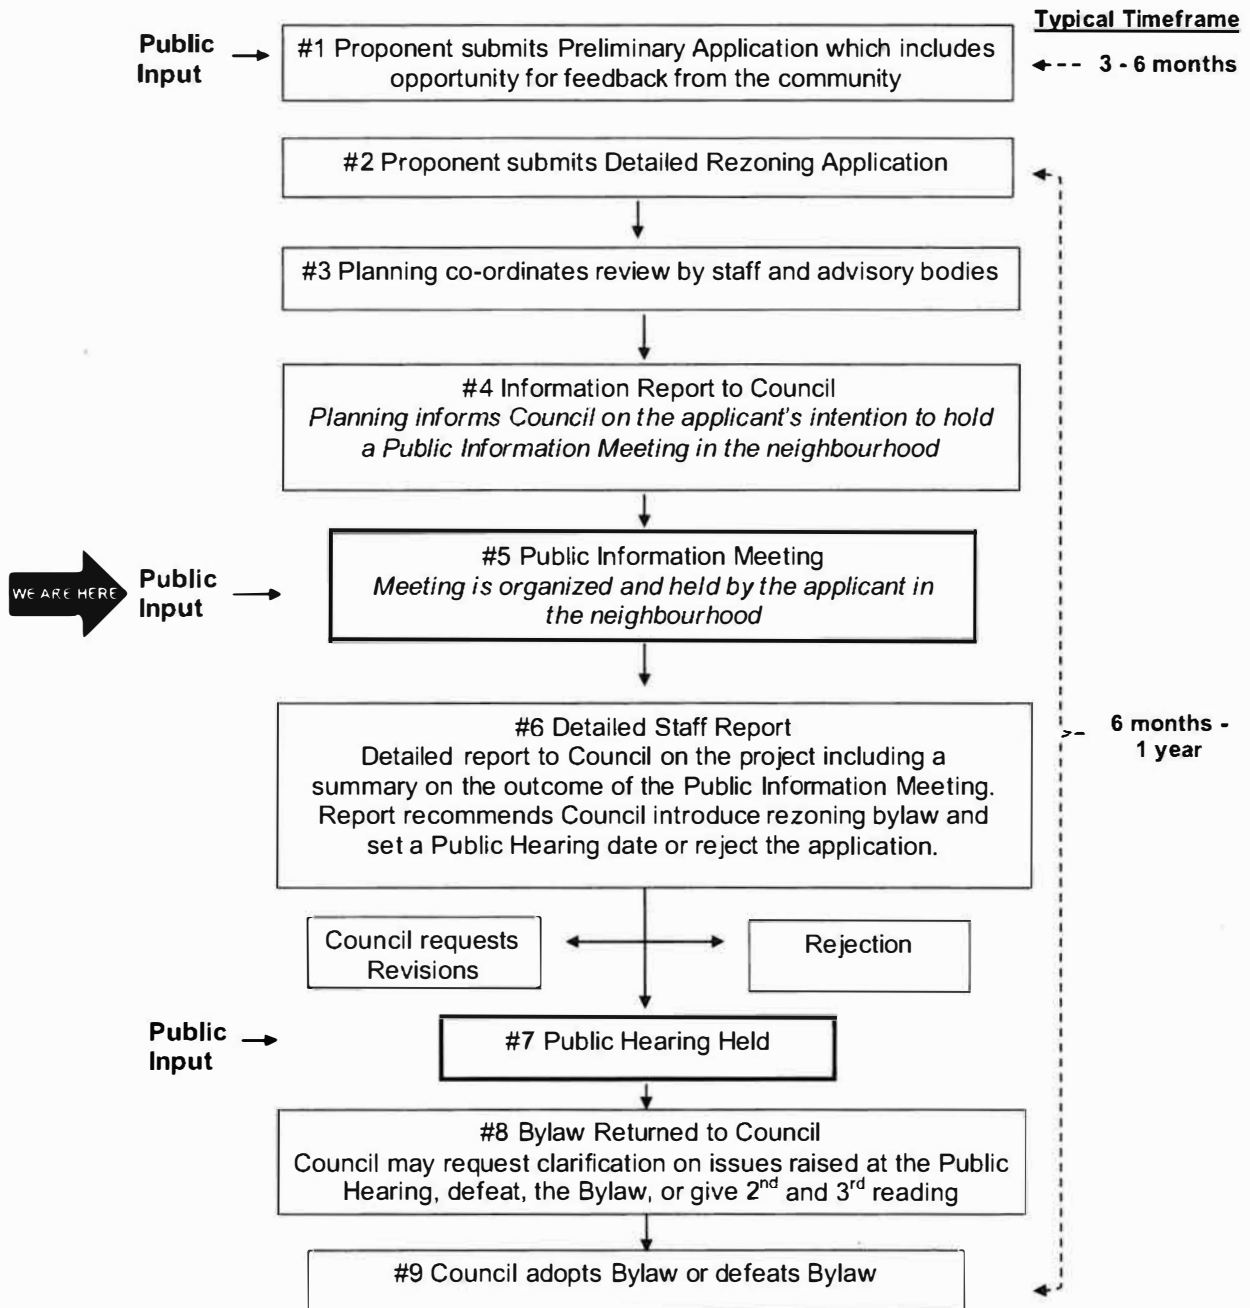 Typical Timeframe
Public
Input
#1 Proponent submits Preliminary Application which includes
opportunity for feedback from the community
3 - 6 months
#2 Proponent submits Detailed Rezoning Application
#3 Planning co-ordinates review by staff and advisory bodies
#4 Information Report to Council
Planning informs Council on the applicant's intention to hold
a Public Information Meeting in the neighbourhood
WE ARE HERE
Public
Input
#5 Public Information Meeting
Meeting is organized and held by the applicant in
the neighbourhood
#6 Detailed Staff Report
Detailed report to Council on the project including a
summary on the outcome of the Public Information Meeting.
Report recommends Council introduce rezoning bylaw and
set a Public Hearing date or reject the application.
6 months -
1 year
Council requests
Revisions
Rejection
Public
Input
#7 Public Hearing Held
#8 Bylaw Returned to Council
Council may request clarification on issues raised at the Public
Hearing, defeat, the Bylaw, or give 2nd and 3rd reading
#9 Council adopts Bylaw or defeats Bylaw